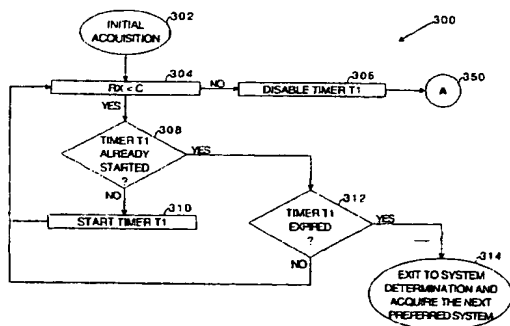 302
INITIAL
ACQUISITION
300
304
RX < C
NO
306
DISABLE TIMER T1
350
A
YES
308
TIMER T1
ALREADY
STARTED
?
YES
NO
310
START TIMER T1
312
TIMER T1
EXPIRED
?
YES
NO
314
EXIT TO SYSTEM
DETERMINATION AND
ACQUIRE THE NEXT
PREFERRED SYSTEM